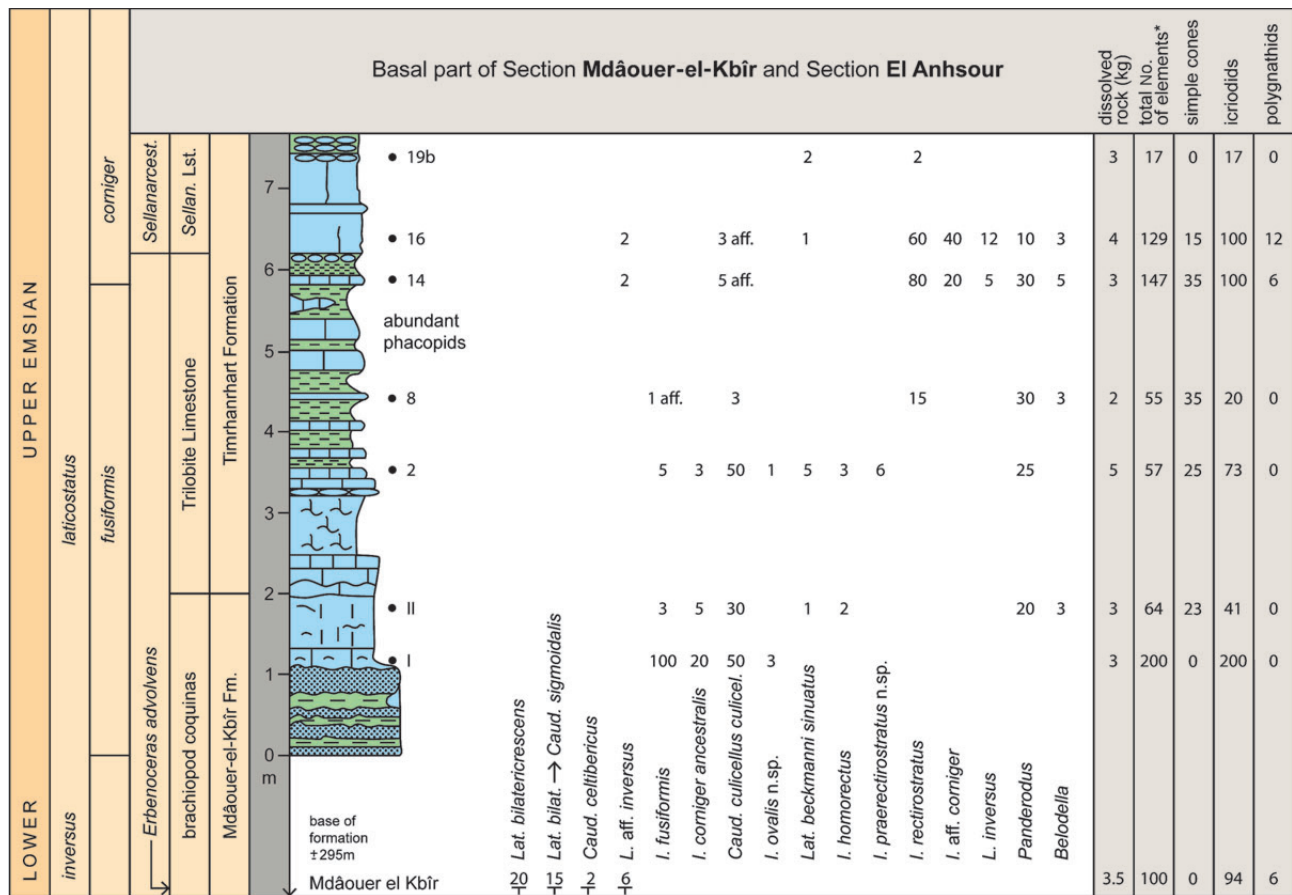 Basal part of Section Mdâouer-el-Kbîr and Section El Anhsour
dissolved rock (kg)
total No. of elements*
simple cones
icriodids
polygnathids
LOWER
UPPER EMSIAN
inversus
laticostatus
fusiformis
corniger
Erbenoceras advolvens
Sellanarcest.
brachiopod coquinas
Trilobite Limestone
Sellan. Lst.
Mdâouer-el-Kbîr Fm.
Timrhanrhart Formation
7
6
5
4
3
2
1
0
m
19b 2 2 3 17 0 17 0
16 2 3 aff. 1 60 40 12 10 3 4 129 15 100 12
14 2 5 aff. 80 20 5 30 5 3 147 35 100 6
abundant
phacopids
8 1 aff. 3 15 30 3 2 55 35 20 0
2 5 3 50 1 5 3 6 25 5 57 25 73 0
II 3 5 30 1 2 20 3 3 64 23 41 0
I 100 20 50 3 3 200 0 200 0
Lat. bilatericrescens
Lat. bilat. → Caud. sigmoidalis
Caud. celtibericus
L. aff. inversus
I. fusiformis
I. corniger ancestralis
Caud. culicellus culicel.
I. ovalis n.sp.
Lat. beckmanni sinuatus
I. homorectus
I. praerectirostratus n.sp.
I. rectirostratus
I. aff. corniger
L. inversus
Panderodus
Belodella
base of
formation
±295m
Mdâouer el Kbîr 20 15 2 6 3.5 100 0 94 6